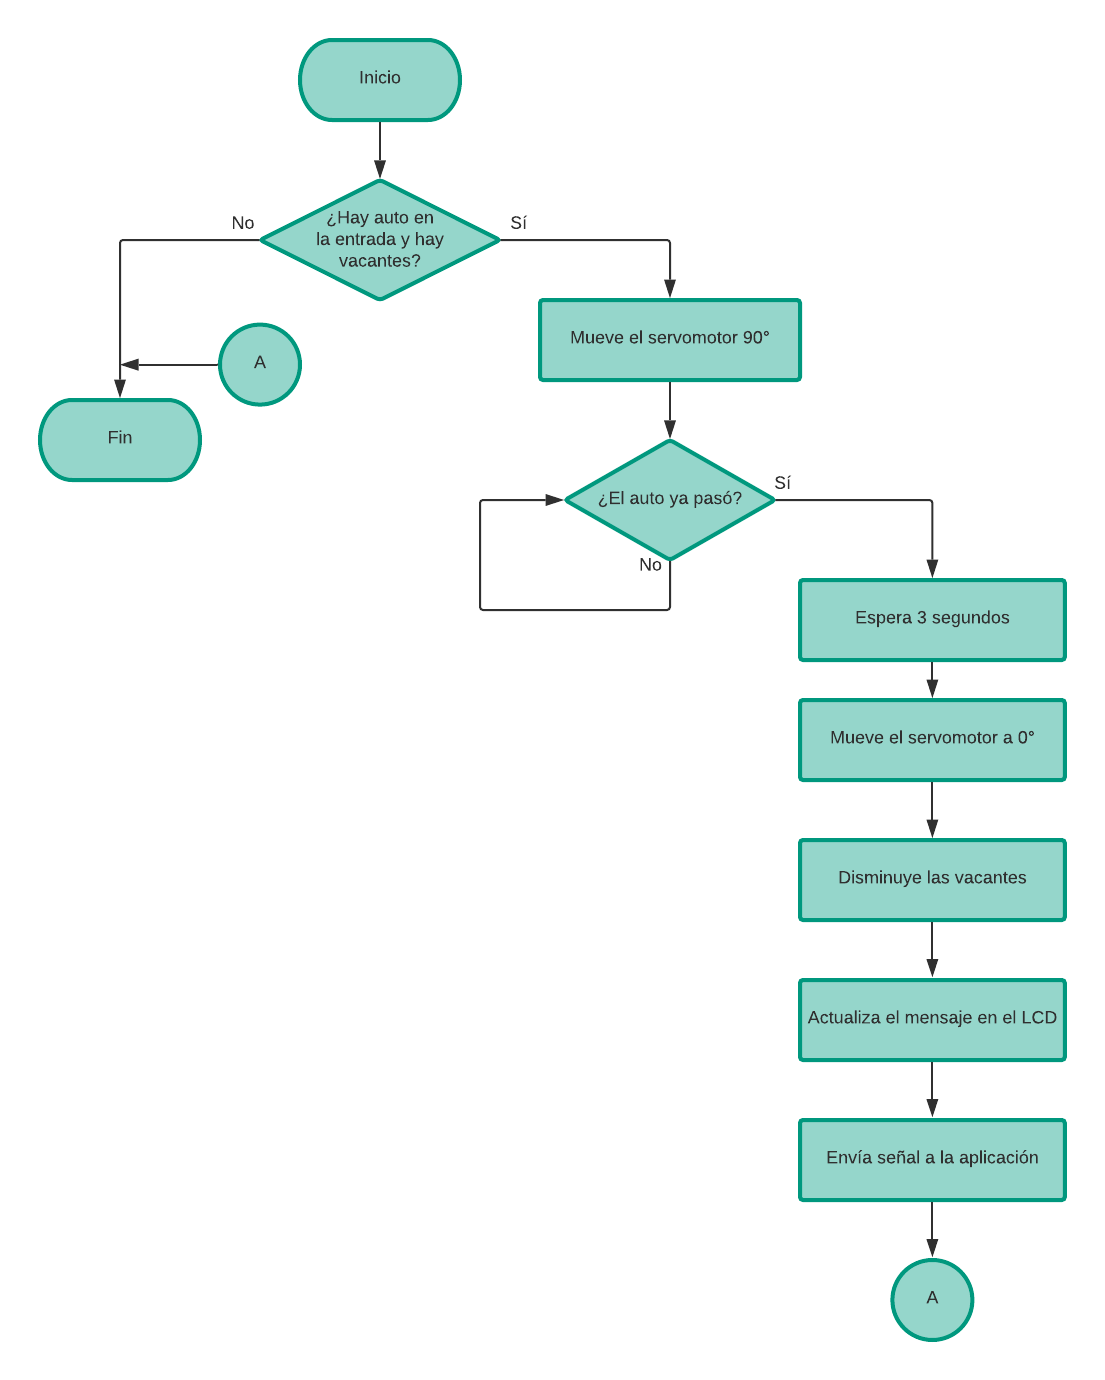 Inicio
¿Hay auto en
la entrada y hay
vacantes?
No
Sí
Mueve el servomotor 90°
A
Fin
¿El auto ya pasó?
Sí
No
Espera 3 segundos
Mueve el servomotor a 0°
Disminuye las vacantes
Actualiza el mensaje en el LCD
Envía señal a la aplicación
A